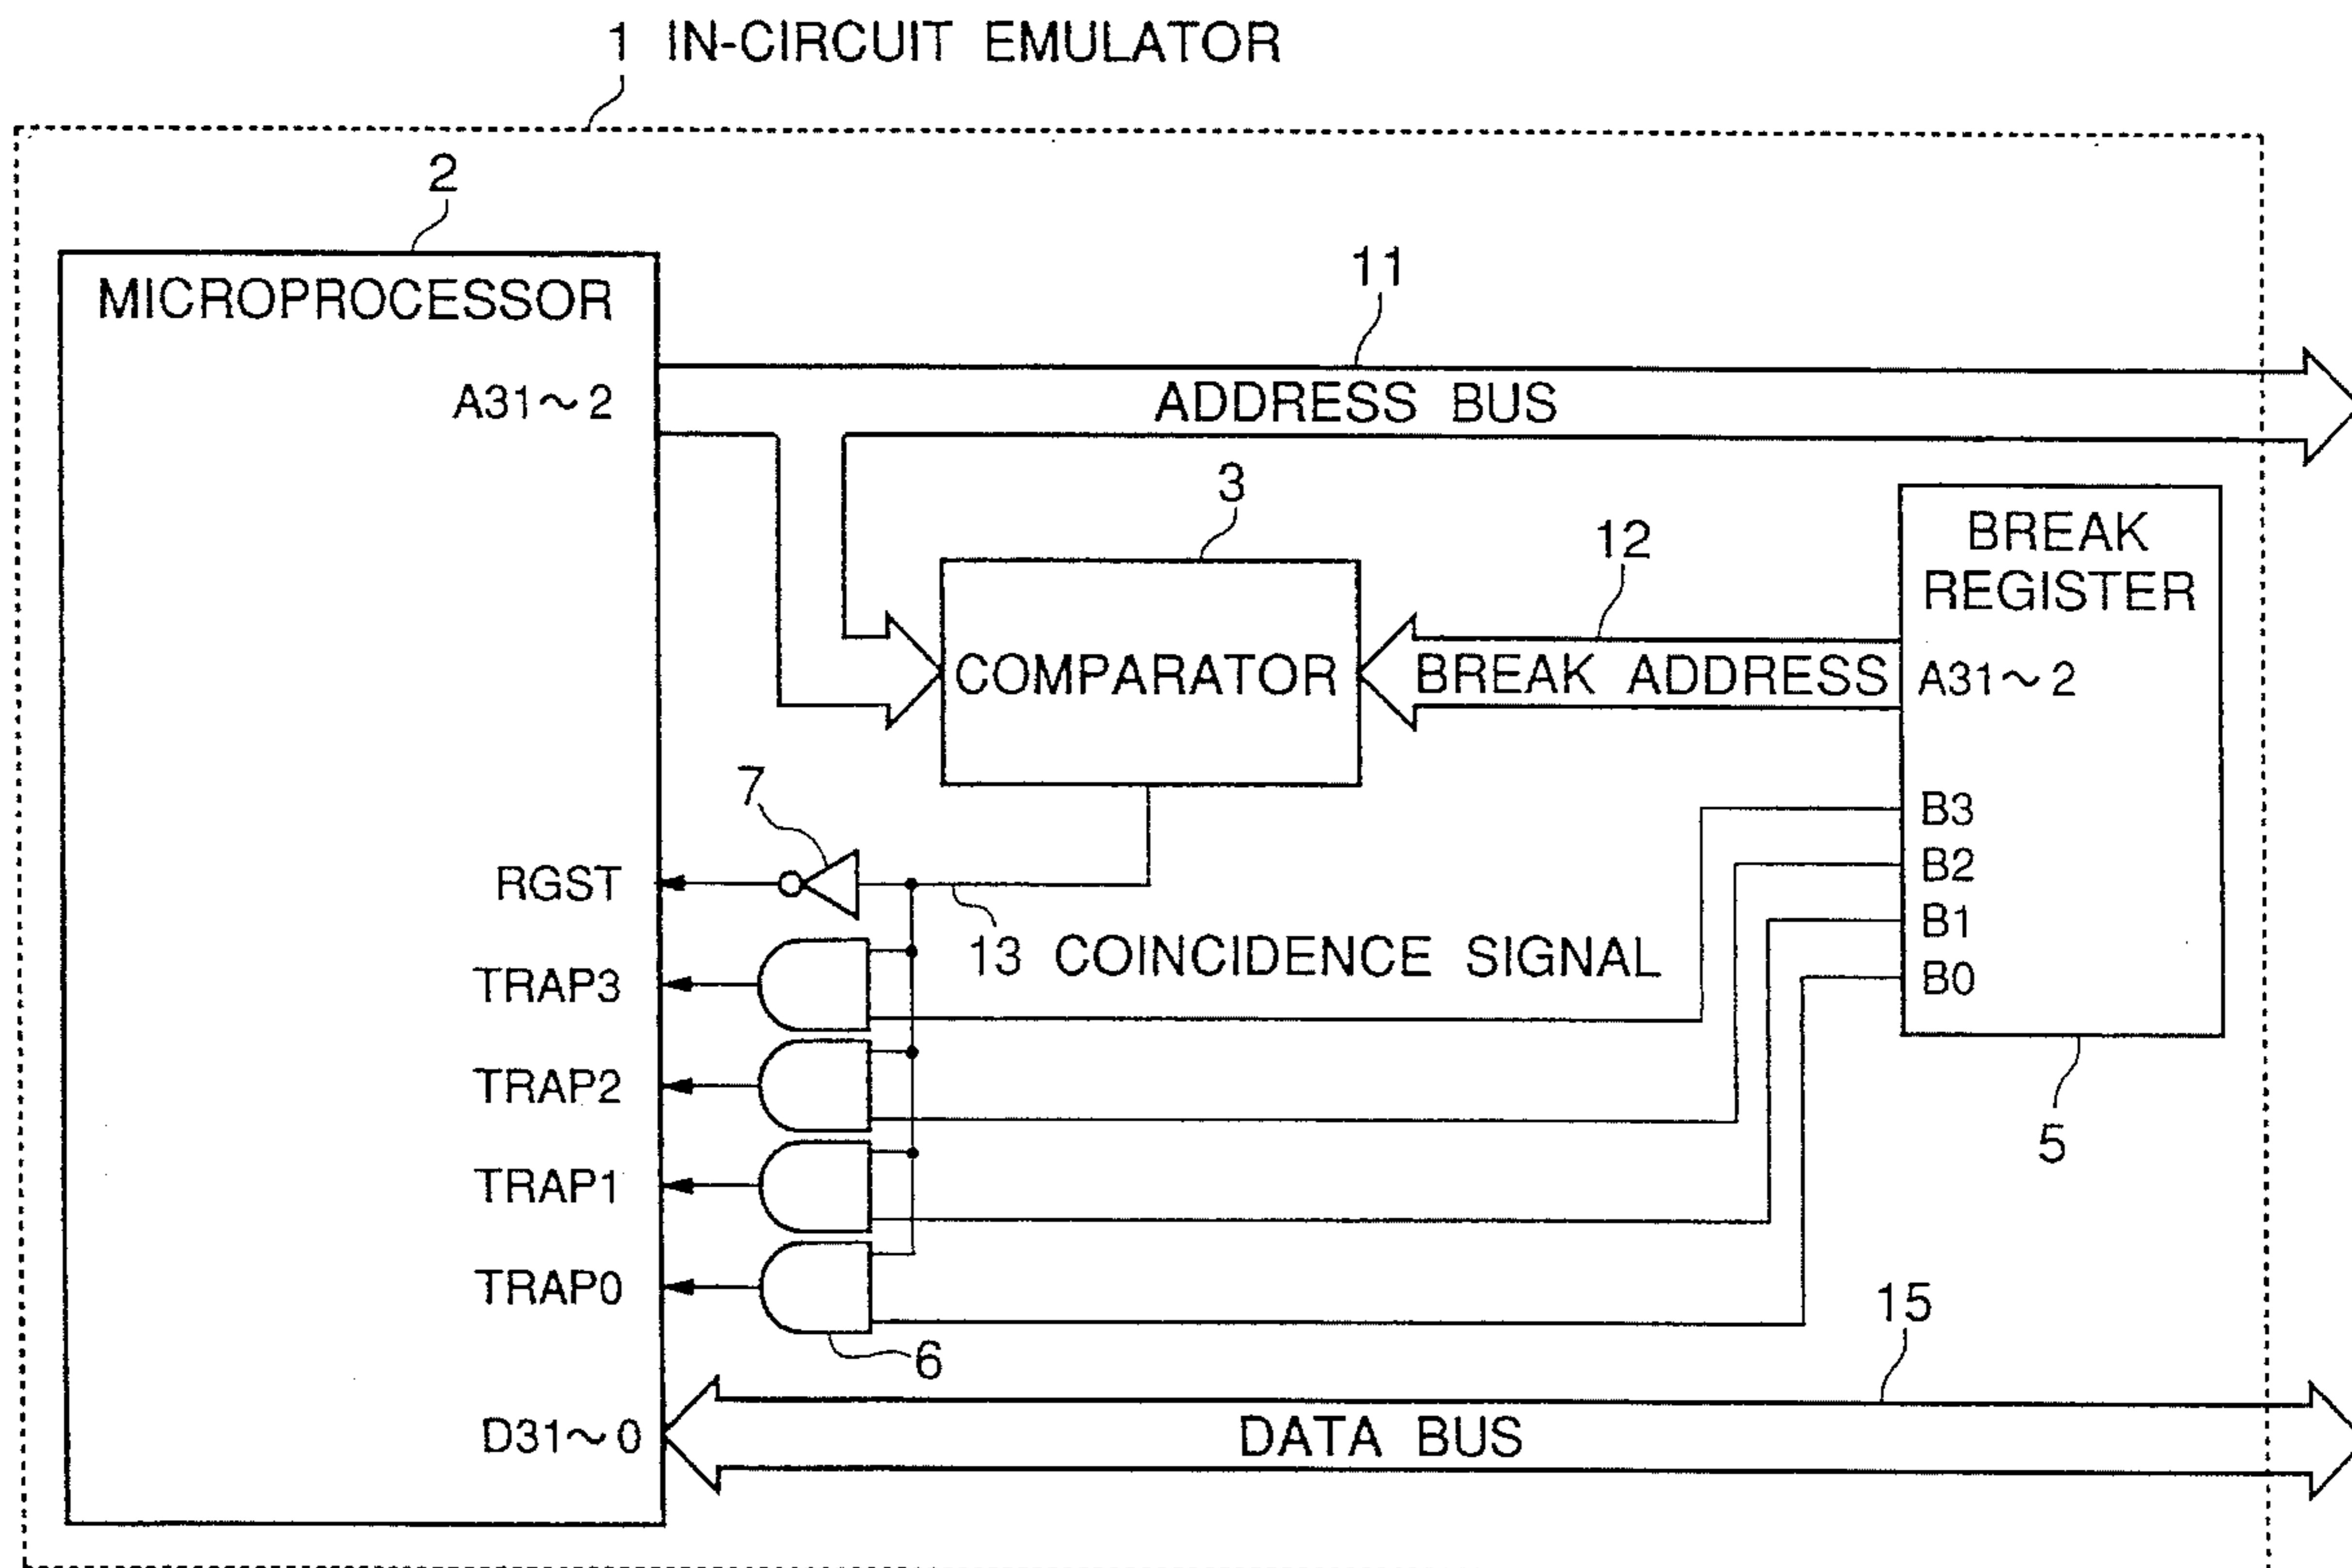 1 IN-CIRCUIT EMULATOR
2
MICROPROCESSOR
11
A31~2
ADDRESS BUS
3
12
BREAK
REGISTER
COMPARATOR
BREAK ADDRESS
A31~2
7
B3
B2
B1
B0
RGST
13 COINCIDENCE SIGNAL
TRAP3
TRAP2
TRAP1
TRAP0
5
6
15
D31~0
DATA BUS